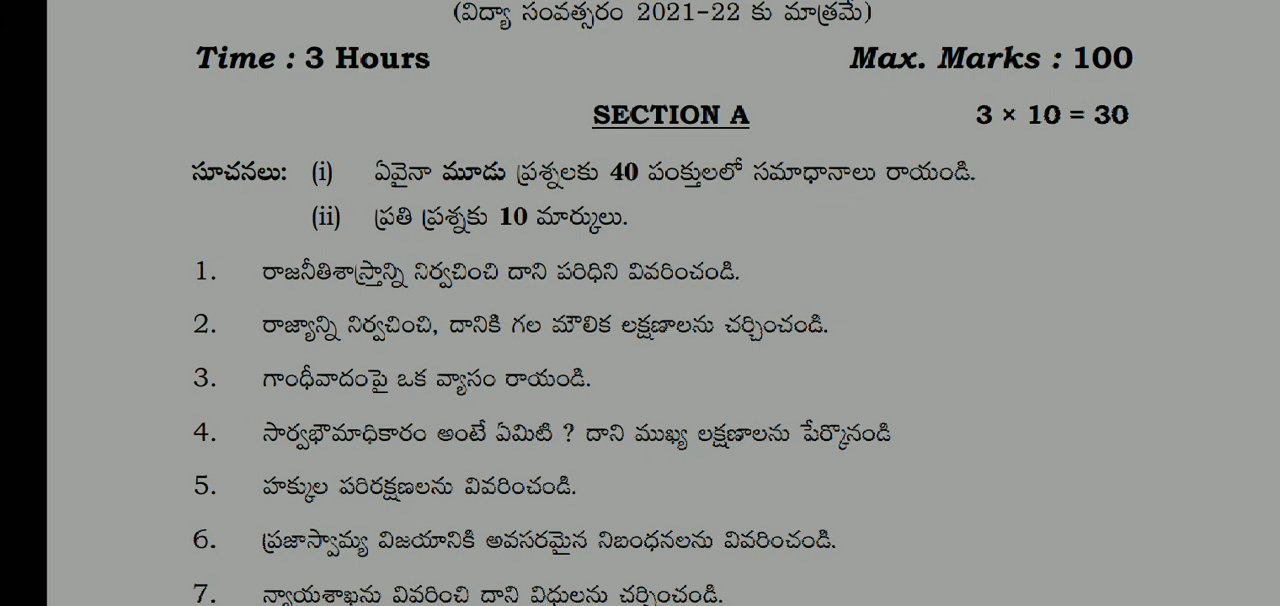 (విద్యా సంవత్సరం 2021-22 కు మాత్రమే)
Time : 3 Hours Max. Marks : 100
SECTION A 3 × 10 = 30
సూచనలు: (i) ఏవైనా మూడు ప్రశ్నలకు 40 పంక్తులలో సమాధానాలు రాయండి.
(ii) ప్రతి ప్రశ్నకు 10 మార్కులు.
1. రాజనీతిశాస్త్రాన్ని నిర్వచించి దాని పరిధిని వివరించండి.
2. రాజ్యాన్ని నిర్వచించి, దానికి గల మౌలిక లక్షణాలను చర్చించండి.
3. గాంధీవాదంపై ఒక వ్యాసం రాయండి.
4. సార్వభౌమాధికారం అంటే ఏమిటి ? దాని ముఖ్య లక్షణాలను పేర్కొనండి
5. హక్కుల పరిరక్షణలను వివరించండి.
6. ప్రజాస్వామ్య విజయానికి అవసరమైన నిబంధనలను వివరించండి.
7. న్యాయశాఖను వివరించి దాని విధులను చర్చించండి.